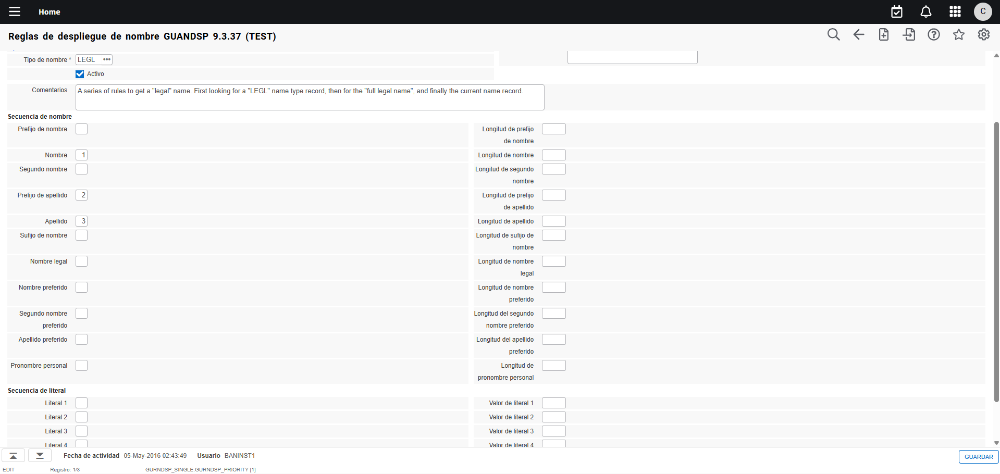 Home
C
Reglas de despliegue de nombre GUANDSP 9.3.37 (TEST)
Tipo de nombre * LEGL •••
Activo
Comentarios A series of rules to get a "legal" name. First looking for a "LEGL" name type record, then for the "full legal name", and finally the current name record.
Secuencia de nombre
Prefijo de nombre Longitud de prefijo
de nombre
Nombre 1 Longitud de nombre
Segundo nombre Longitud de segundo
nombre
Prefijo de apellido 2 Longitud de prefijo
de apellido
Apellido 3 Longitud de apellido
Sufijo de nombre Longitud de sufijo de
nombre
Nombre legal Longitud de nombre
legal
Nombre preferido Longitud de nombre
preferido
Segundo nombre Longitud del segundo
preferido nombre preferido
Apellido preferido Longitud del apellido
preferido
Pronombre personal Longitud de
pronombre personal
Secuencia de literal
Literal 1 Valor de literal 1
Literal 2 Valor de literal 2
Literal 3 Valor de literal 3
Literal 4 Valor de literal 4
Fecha de actividad 05-May-2016 02:43:49 Usuario BANINST1
GUARDAR
EDIT Registro: 1/3 GURNDSP_SINGLE.GURNDSP_PRIORITY [1]